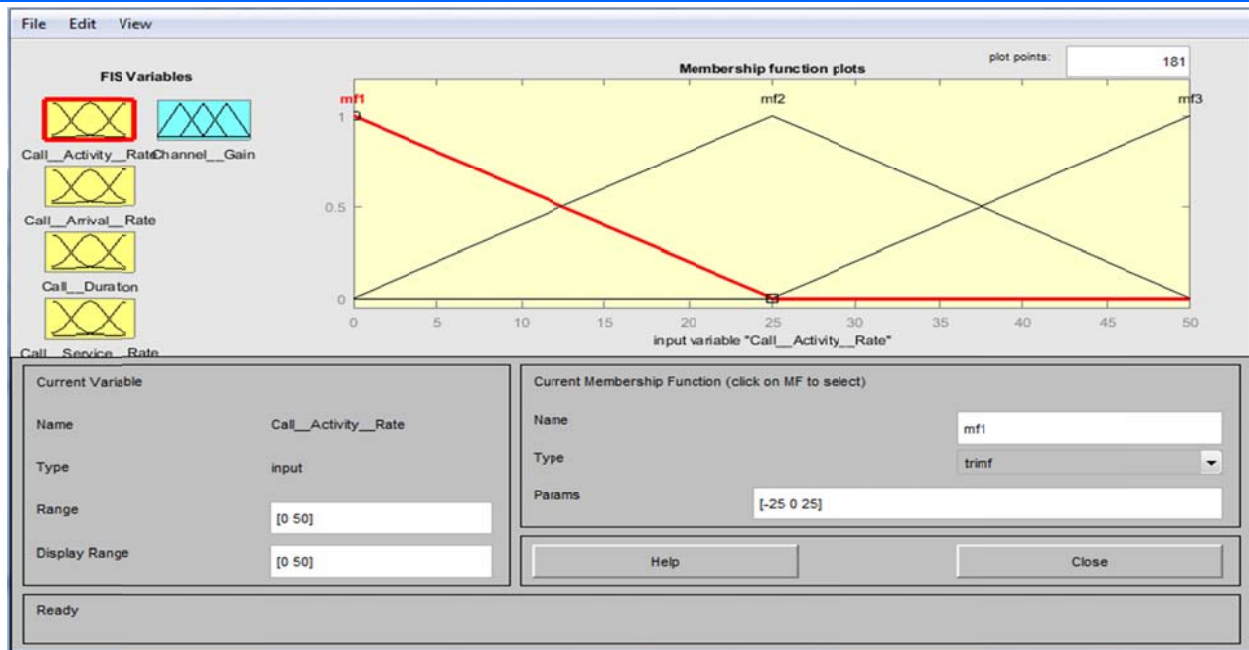 File Edit View
FIS Variables
Membership function plots
plot points: 181
Call__Activity__Rate Channel__Gain
Call__Arrival__Rate
Call__Duration
Call__Service__Rate
mf1 mf2 mf3
1
0.5
0
0 5 10 15 20 25 30 35 40 45 50
input variable "Call__Activity__Rate"
Current Variable
Name Call__Activity__Rate
Type input
Range [0 50]
Display Range [0 50]
Current Membership Function (click on MF to select)
Name mf1
Type trimf
Params [-25 0 25]
Help Close
Ready